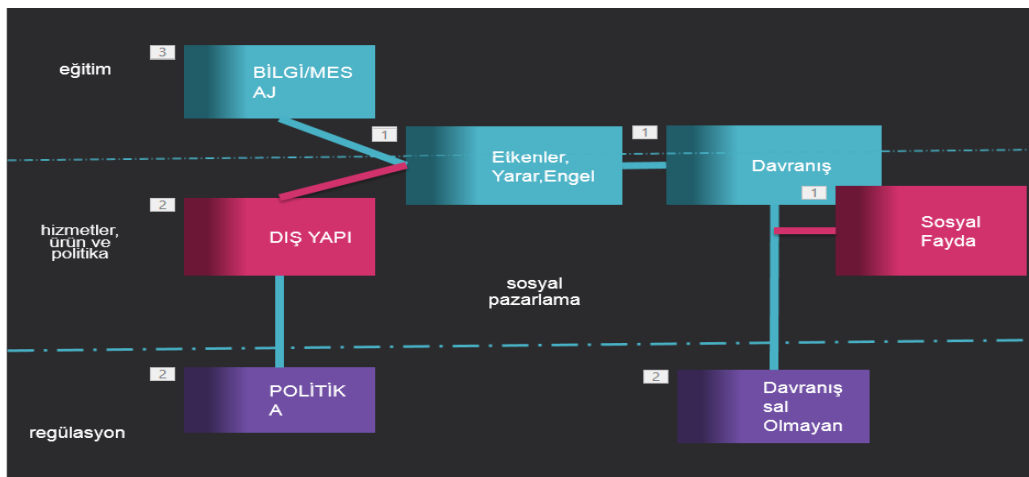 3
eğitim
BİLGİ/MES
AJ
1
Etkenler,
Yarar,Engel
1
Davranış
2
hizmetler,
ürün ve
politika
DIŞ YAPI
1
Sosyal
Fayda
sosyal
pazarlama
2
POLİTİK
A
regülasyon
2
Davranış
sal
Olmayan